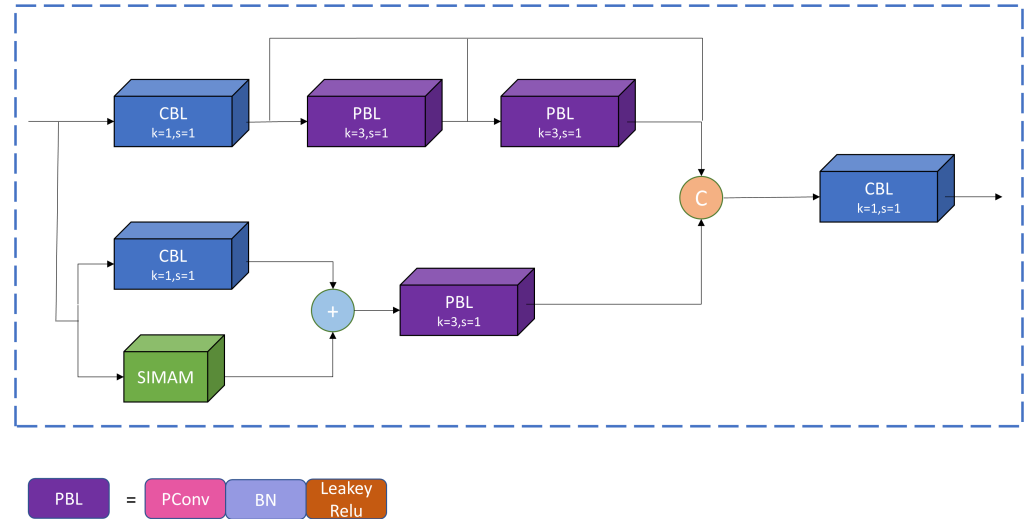 CBL
k=1,s=1
PBL
k=3,s=1
PBL
k=3,s=1
C
CBL
k=1,s=1
CBL
k=1,s=1
+
PBL
k=3,s=1
SIMAM
PBL = PConv BN Leakey
Relu